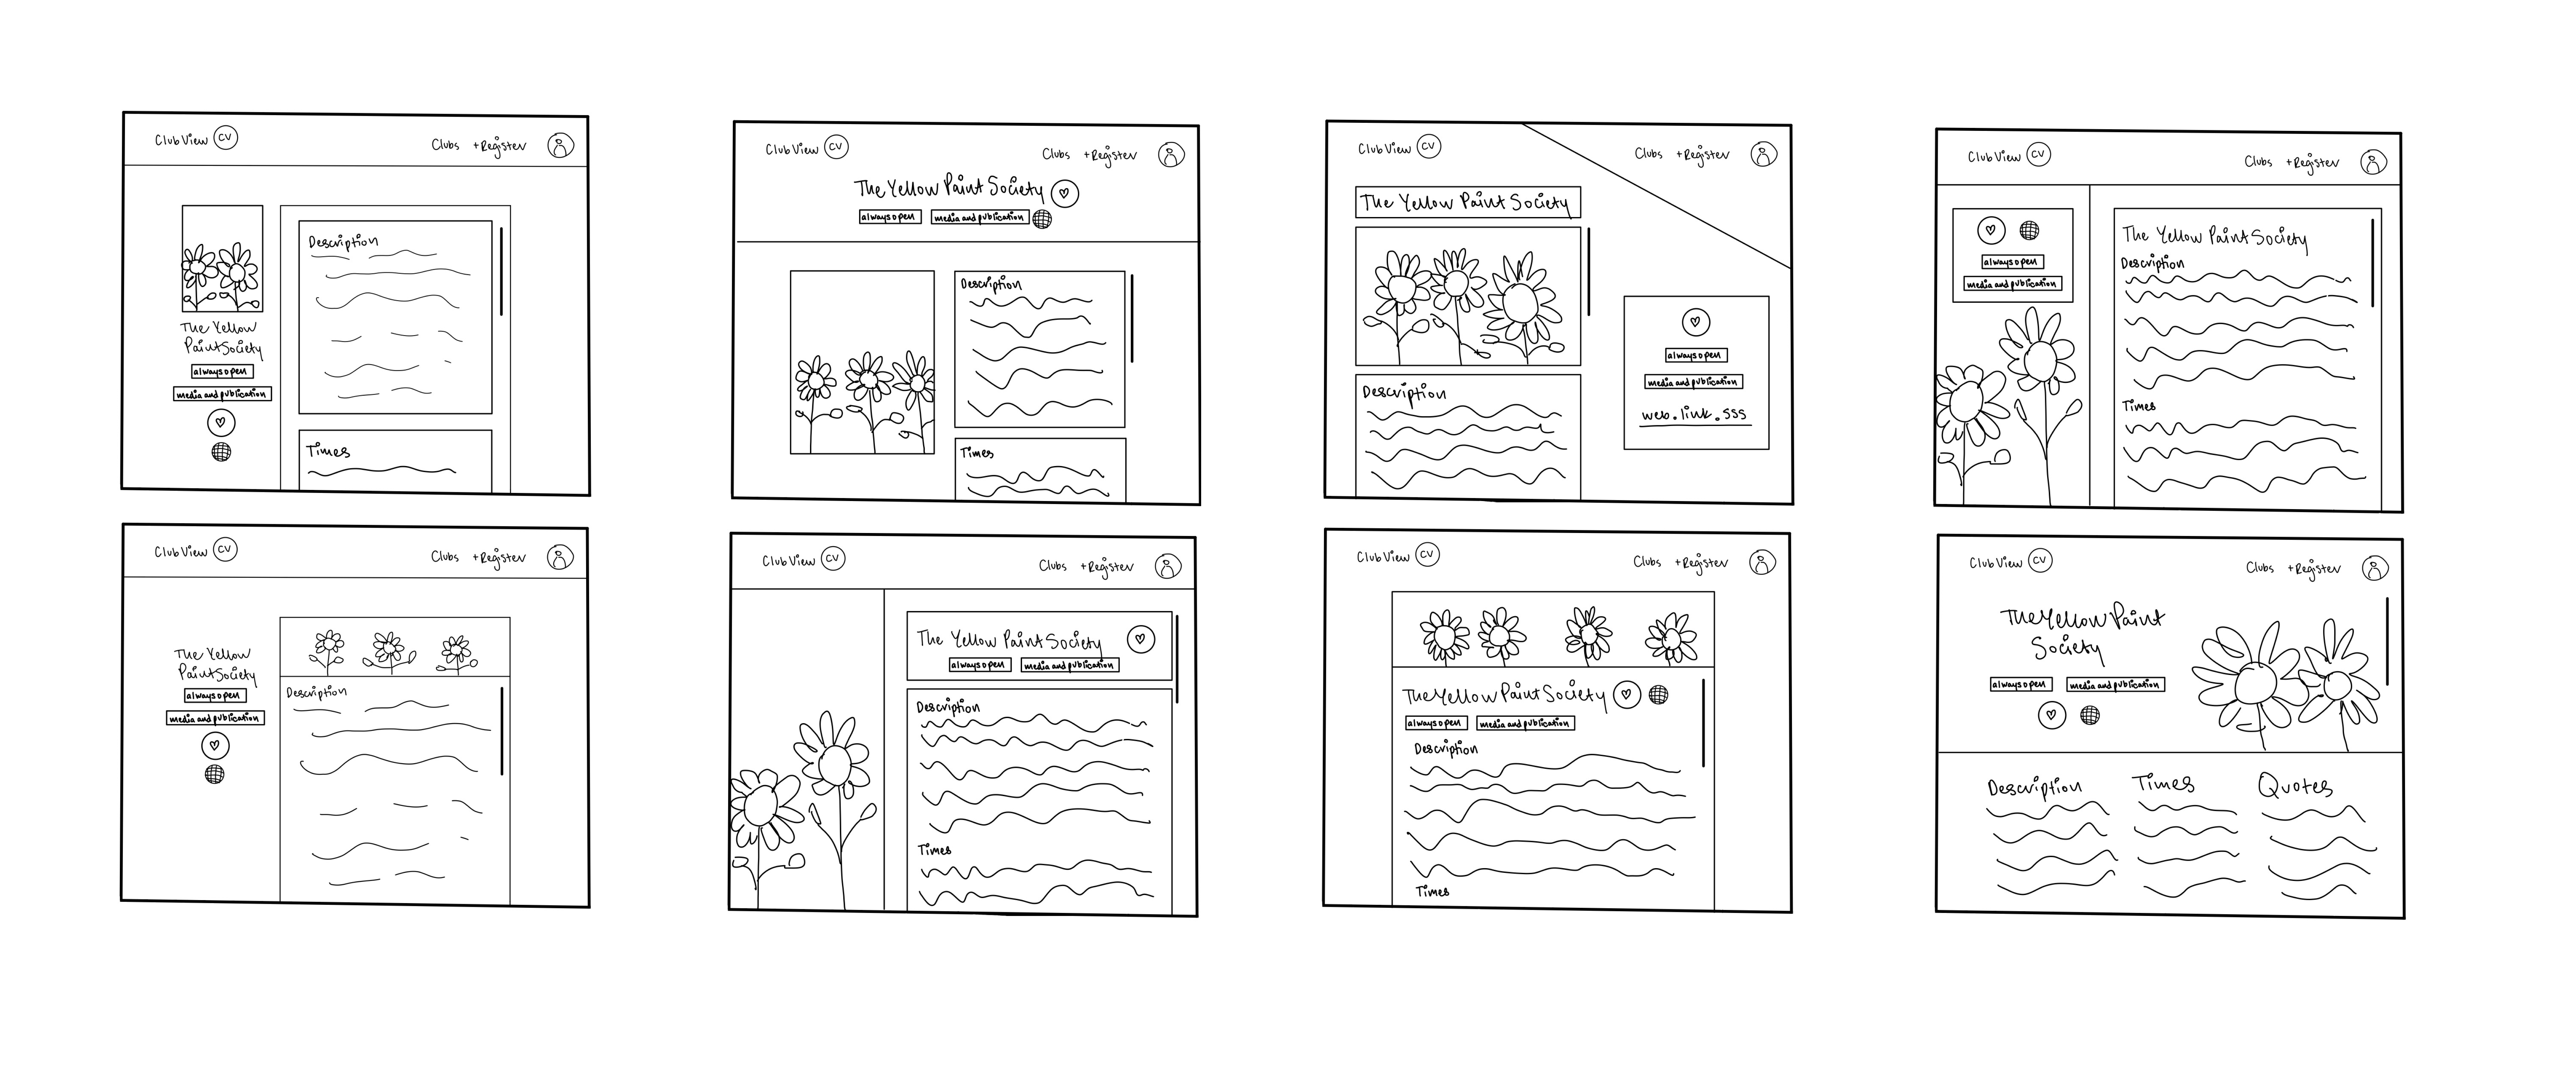 Club View CV
Clubs +Register
Description
The Yellow
Paint Society
always open
media and publication
Times
Club View CV
Clubs +Register
The Yellow Paint Society
always open media and publication
Description
Times
Club View CV
Clubs +Register
The Yellow Paint Society
Description
always open
media and publication
web.link.sss
Club View CV
Clubs +Register
always open
media and publication
The Yellow Paint Society
Description
Times
Club View CV
Clubs +Register
The Yellow
Paint Society
always open
media and publication
Description
Club View CV
Clubs +Register
The Yellow Paint Society
always open media and publication
Description
Times
Club View CV
Clubs +Register
The Yellow Paint Society
always open media and publication
Description
Times
Club View CV
Clubs +Register
The Yellow Paint
Society
always open media and publication
Description Times Quotes